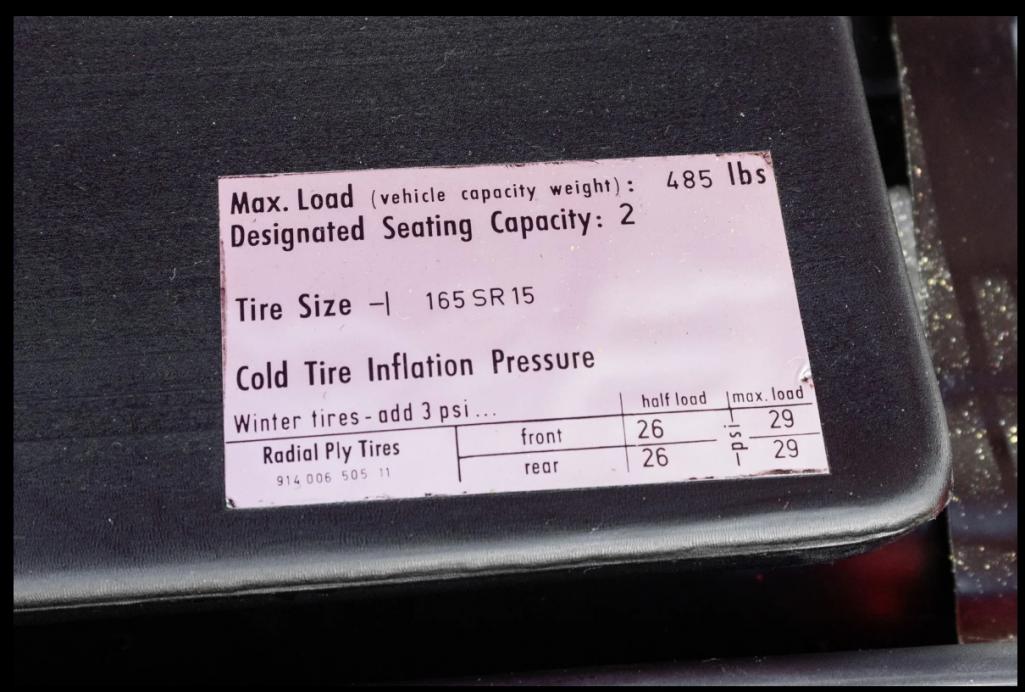 Max. Load (vehicle capacity weight): 485 lbs
Designated Seating Capacity: 2
Tire Size -| 165 SR 15
Cold Tire Inflation Pressure
Winter tires - add 3 psi...
half load max. load
Radial Ply Tires front 26 psi 29
914 006 505 11 rear 26 29